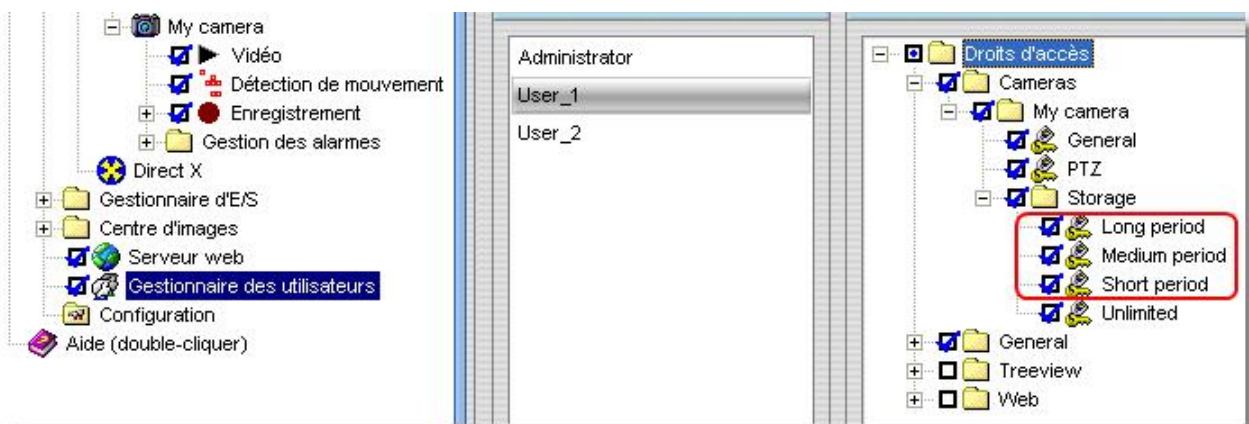 My camera
Vidéo
Détection de mouvement
Enregistrement
Gestion des alarmes
Direct X
Gestionnaire d'E/S
Centre d'images
Serveur web
Gestionnaire des utilisateurs
Configuration
Aide (double-cliquer)
Administrator
User_1
User_2
Droits d'accès
Cameras
My camera
General
PTZ
Storage
Long period
Medium period
Short period
Unlimited
General
Treeview
Web